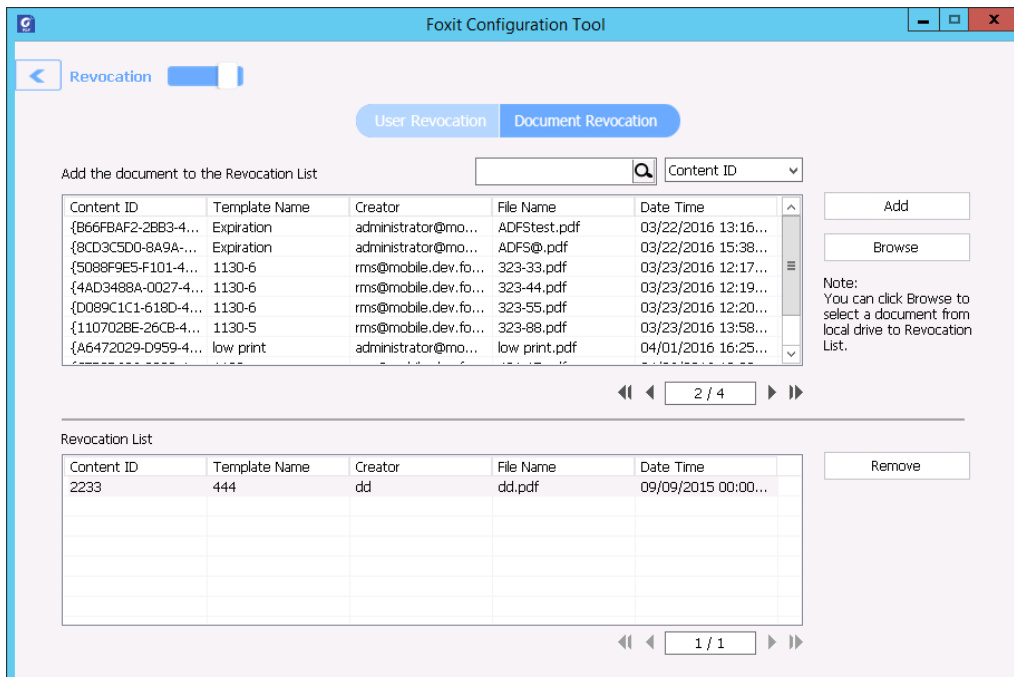 Foxit Configuration Tool
Revocation
User Revocation Document Revocation
Add the document to the Revocation List
Content ID
Content ID Template Name Creator File Name Date Time
{B66FBAF2-2BB3-4... Expiration administrator@mo... ADFStest.pdf 03/22/2016 13:16...
{8CD3C5D0-8A9A-... Expiration administrator@mo... ADFS@.pdf 03/22/2016 15:38...
{5088F9E5-F101-4... 1130-6 rms@mobile.dev.fo... 323-33.pdf 03/23/2016 12:17...
{4AD3488A-0027-4... 1130-6 rms@mobile.dev.fo... 323-44.pdf 03/23/2016 12:19...
{D089C1C1-618D-4... 1130-6 rms@mobile.dev.fo... 323-55.pdf 03/23/2016 12:20...
{110702BE-26CB-4... 1130-5 rms@mobile.dev.fo... 323-88.pdf 03/23/2016 13:58...
{A6472029-D959-4... low print administrator@mo... low print.pdf 04/01/2016 16:25...
Add
Browse
Note:
You can click Browse to
select a document from
local drive to Revocation
List.
2 / 4
Revocation List
Content ID Template Name Creator File Name Date Time
2233 444 dd dd.pdf 09/09/2015 00:00...
Remove
1 / 1